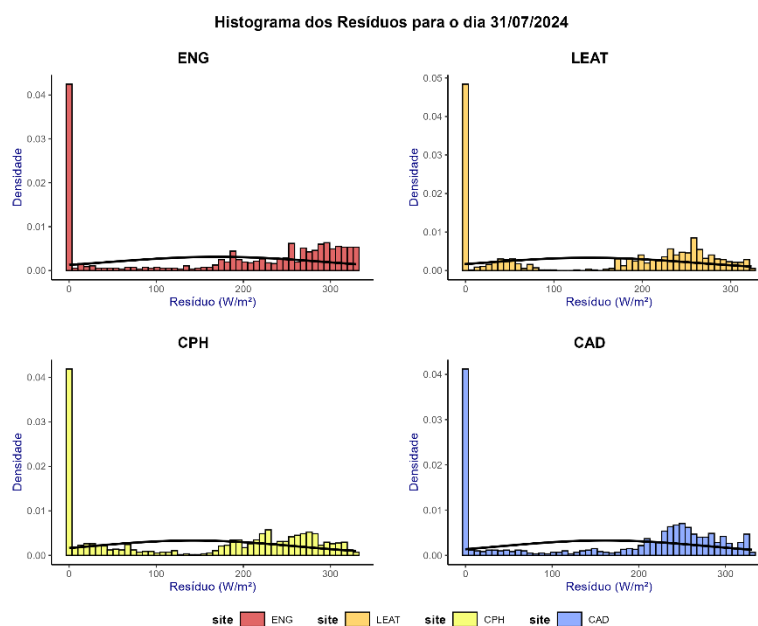 Histograma dos Resíduos para o dia 31/07/2024
ENG
LEAT
Densidade
0.04
0.03
0.02
0.01
0.00
0 100 200 300
Resíduo (W/m²)
Densidade
0.05
0.04
0.03
0.02
0.01
0.00
0 100 200 300
Resíduo (W/m²)
CPH
CAD
Densidade
0.04
0.03
0.02
0.01
0.00
0 100 200 300
Resíduo (W/m²)
Densidade
0.04
0.03
0.02
0.01
0.00
0 100 200 300
Resíduo (W/m²)
site ENG site LEAT site CPH site CAD